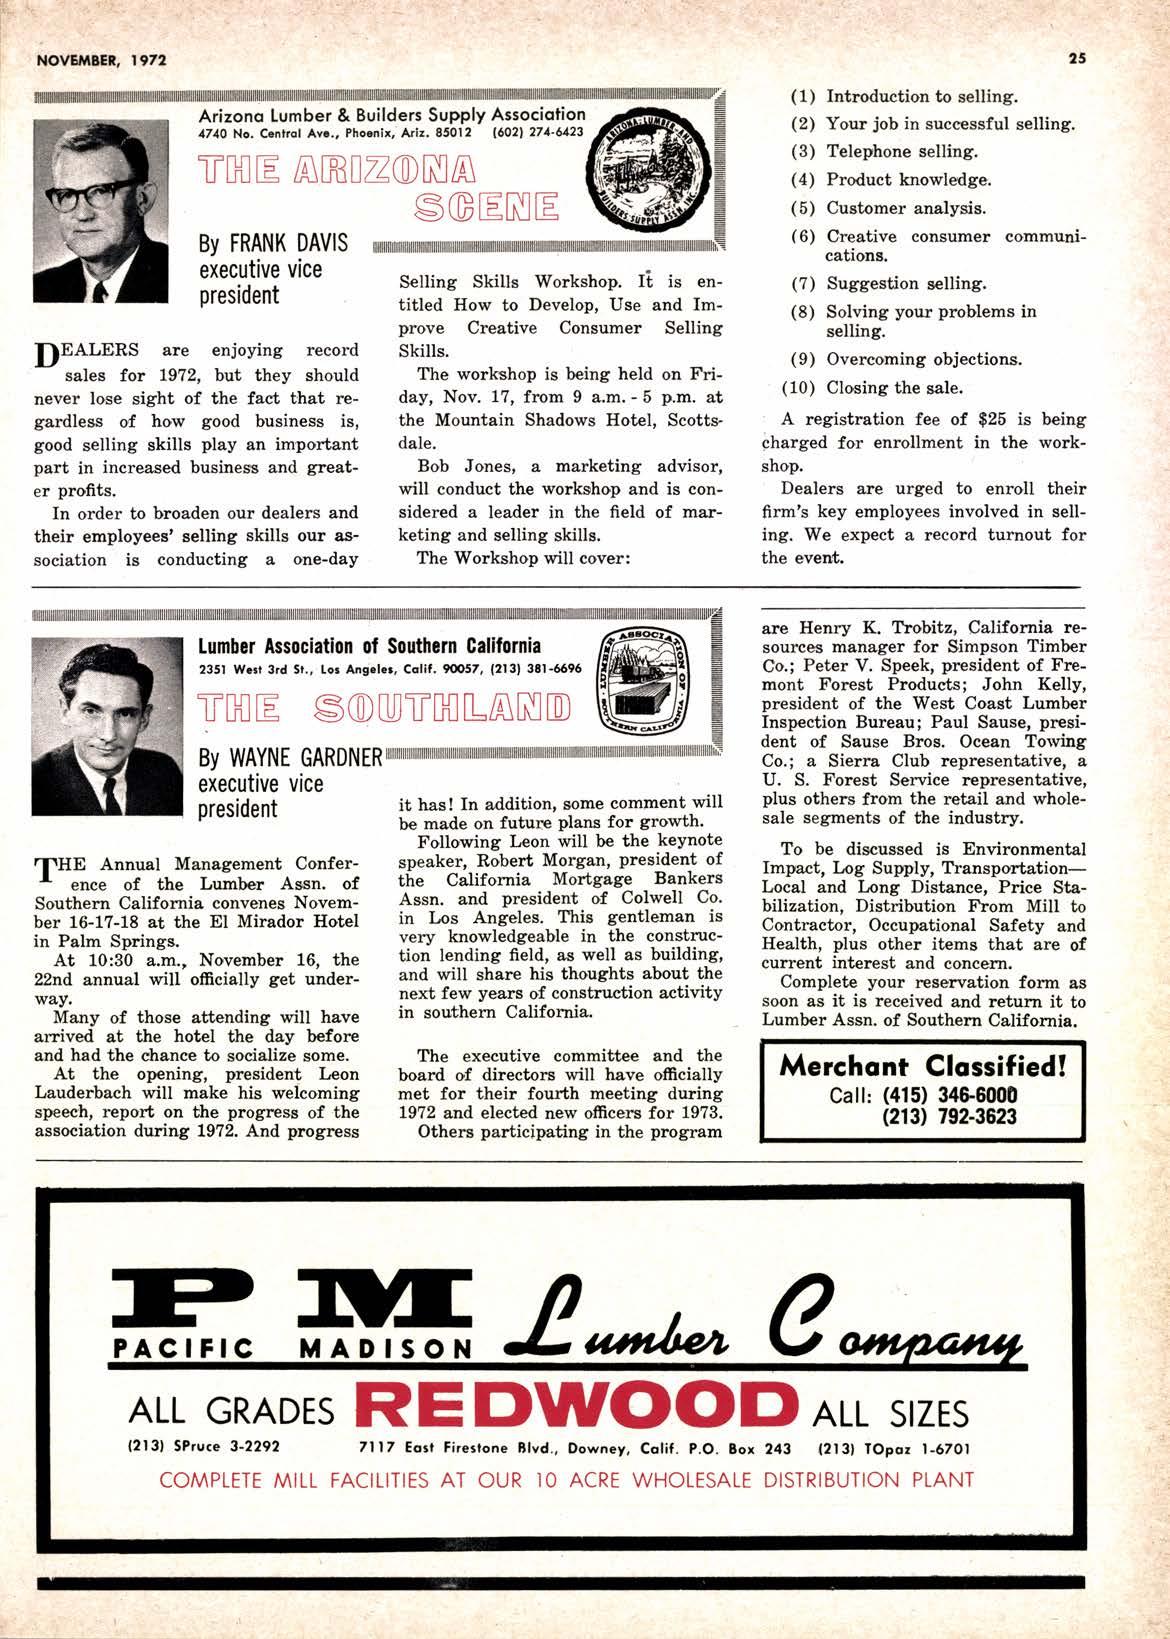 NOVEMBER, 1972
25
Arizona Lumber & Builders Supply Association
4740 No. Central Ave., Phoenix, Ariz. 85012 (602) 274-6423
THE ARIZONA
SCENE
ARIZONA LUMBER AND
BUILDERS SUPPLY ASSN. INC.
By FRANK DAVIS
executive vice
president
DEALERS are enjoying record
sales for 1972, but they should
never lose sight of the fact that re-
gardless of how good business is,
good selling skills play an important
part in increased business and great-
er profits.
In order to broaden our dealers and
their employees' selling skills our as-
sociation is conducting a one-day
Selling Skills Workshop. It is en-
titled How to Develop, Use and Im-
prove Creative Consumer Selling
Skills.
The workshop is being held on Fri-
day, Nov. 17, from 9 a.m. - 5 p.m. at
the Mountain Shadows Hotel, Scotts-
dale.
Bob Jones, a marketing advisor,
will conduct the workshop and is con-
sidered a leader in the field of mar-
keting and selling skills.
The Workshop will cover:
(1) Introduction to selling.
(2) Your job in successful selling.
(3) Telephone selling.
(4) Product knowledge.
(5) Customer analysis.
(6) Creative consumer communi-
cations.
(7) Suggestion selling.
(8) Solving your problems in
selling.
(9) Overcoming objections.
(10) Closing the sale.
A registration fee of $25 is being
charged for enrollment in the work-
shop.
Dealers are urged to enroll their
firm's key employees involved in sell-
ing. We expect a record turnout for
the event.
Lumber Association of Southern California
2351 West 3rd St., Los Angeles, Calif. 90057, (213) 381-6696
THE SOUTHLAND
LUMBER ASSOCIATION OF
SOUTHERN CALIFORNIA
By WAYNE GARDNER
executive vice
president
THE Annual Management Confer-
ence of the Lumber Assn. of
Southern California convenes Novem-
ber 16-17-18 at the El Mirador Hotel
in Palm Springs.
At 10:30 a.m., November 16, the
22nd annual will officially get under-
way.
Many of those attending will have
arrived at the hotel the day before
and had the chance to socialize some.
At the opening, president Leon
Lauderbach will make his welcoming
speech, report on the progress of the
association during 1972. And progress
it has! In addition, some comment will
be made on future plans for growth.
Following Leon will be the keynote
speaker, Robert Morgan, president of
the California Mortgage Bankers
Assn. and president of Colwell Co.
in Los Angeles. This gentleman is
very knowledgeable in the construc-
tion lending field, as well as building,
and will share his thoughts about the
next few years of construction activity
in southern California.
The executive committee and the
board of directors will have officially
met for their fourth meeting during
1972 and elected new officers for 1973.
Others participating in the program
are Henry K. Trobitz, California re-
sources manager for Simpson Timber
Co.; Peter V. Speek, president of Fre-
mont Forest Products; John Kelly,
president of the West Coast Lumber
Inspection Bureau; Paul Sause, presi-
dent of Sause Bros. Ocean Towing
Co.; a Sierra Club representative, a
U. S. Forest Service representative,
plus others from the retail and whole-
sale segments of the industry.
To be discussed is Environmental
Impact, Log Supply, Transportation—
Local and Long Distance, Price Sta-
bilization, Distribution From Mill to
Contractor, Occupational Safety and
Health, plus other items that are of
current interest and concern.
Complete your reservation form as
soon as it is received and return it to
Lumber Assn. of Southern California.
Merchant Classified!
Call: (415) 346-6000
(213) 792-3623
P M Lumber Company
PACIFIC MADISON
ALL GRADES REDWOOD ALL SIZES
(213) SPruce 3-2292 7117 East Firestone Blvd., Downey, Calif. P.O. Box 243 (213) TOpaz 1-6701
COMPLETE MILL FACILITIES AT OUR 10 ACRE WHOLESALE DISTRIBUTION PLANT